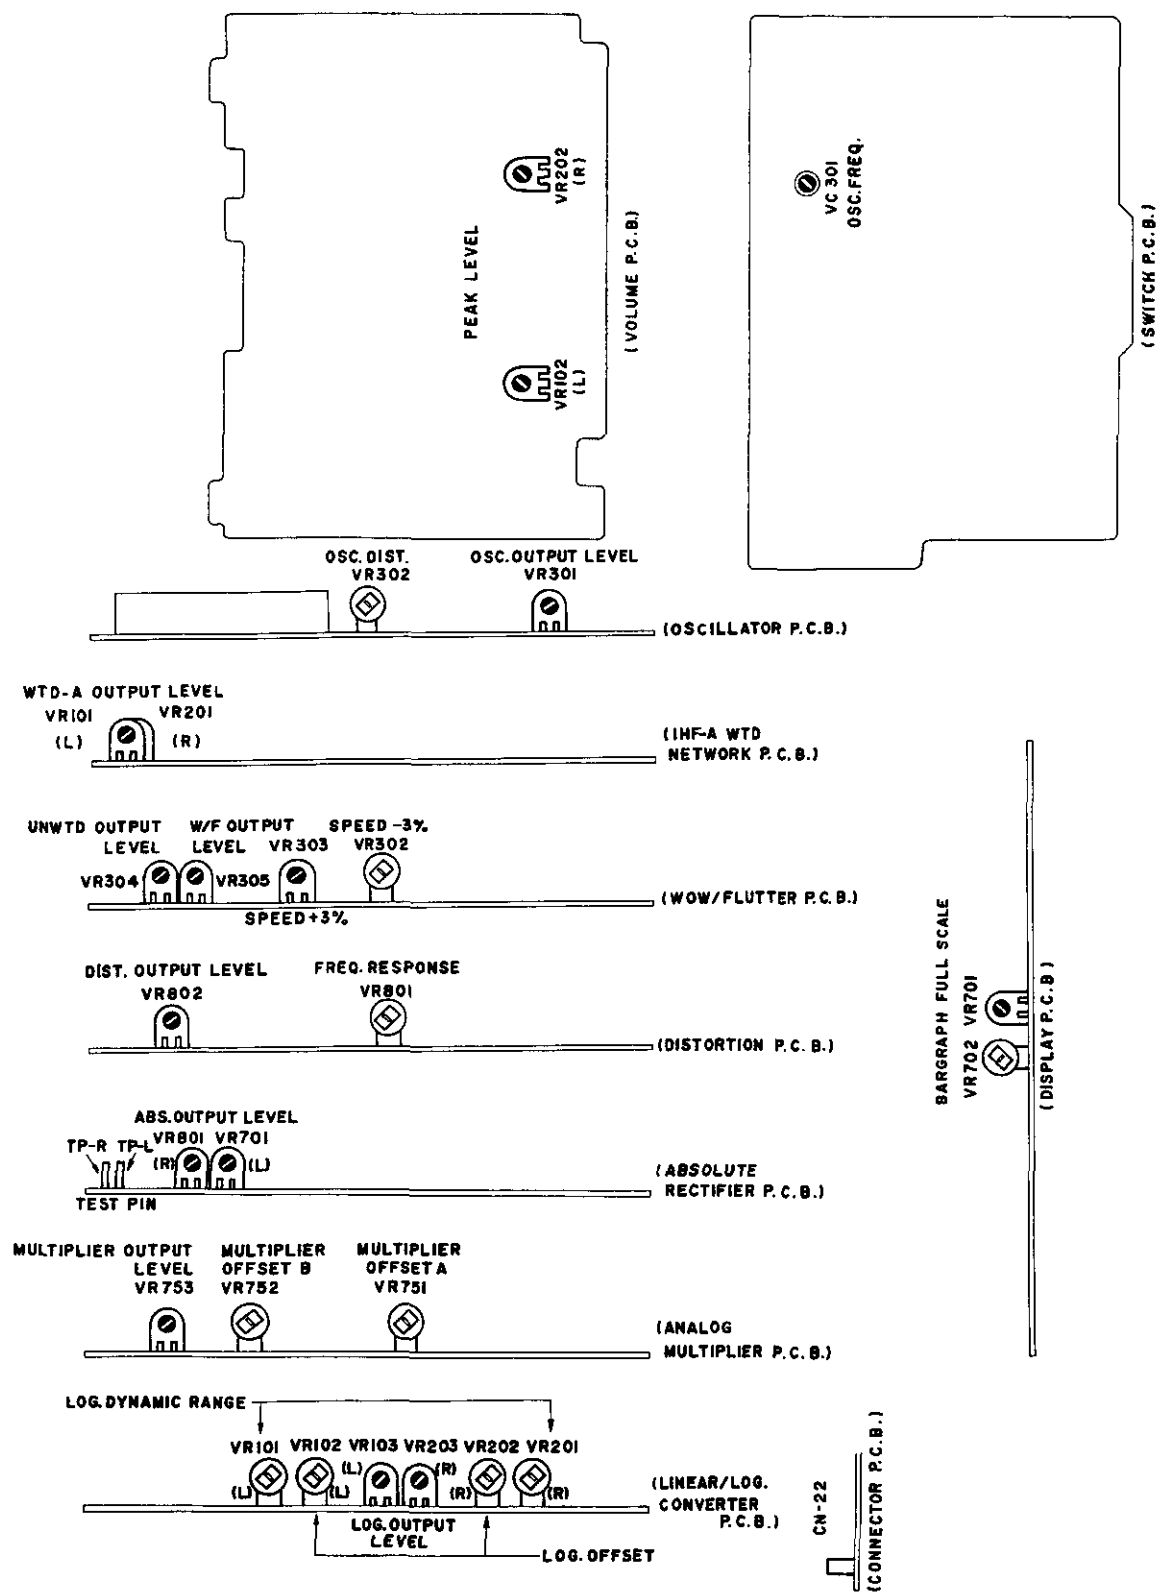 VR202
(R)
PEAK LEVEL
VR102
(L)
(VOLUME P.C.B.)
VC 301
OSC.FREQ.
(SWITCH P.C.B.)
OSC. DIST.
VR302
OSC.OUTPUT LEVEL
VR301
(OSCILLATOR P.C.B.)
WTD-A OUTPUT LEVEL
VR101
VR201
(L)
(R)
(IHF-A WTD
NETWORK P.C.B.)
UNWTD OUTPUT
LEVEL
W/F OUTPUT
LEVEL
VR303
SPEED -3%
VR302
VR304
VR305
SPEED+3%
(WOW/FLUTTER P.C.B.)
DIST. OUTPUT LEVEL
VR802
FREQ. RESPONSE
VR801
(DISTORTION P.C.B.)
BARGRAPH FULL SCALE
VR702 VR701
(DISPLAY P.C.B)
ABS.OUTPUT LEVEL
TP-R TP-L
VR801 VR701
(R)
(L)
TEST PIN
(ABSOLUTE
RECTIFIER P.C.B.)
MULTIPLIER OUTPUT
LEVEL
VR753
MULTIPLIER
OFFSET B
VR752
MULTIPLIER
OFFSET A
VR751
(ANALOG
MULTIPLIER P.C.B.)
LOG.DYNAMIC RANGE
VR101 VR102 VR103 VR203 VR202 VR201
(L)
(L)
(L)
(R)
(R)
(R)
LOG.OUTPUT
LEVEL
LOG.OFFSET
(LINEAR/LOG.
CONVERTER
P.C.B.)
CN-22
(CONNECTOR P.C.B.)